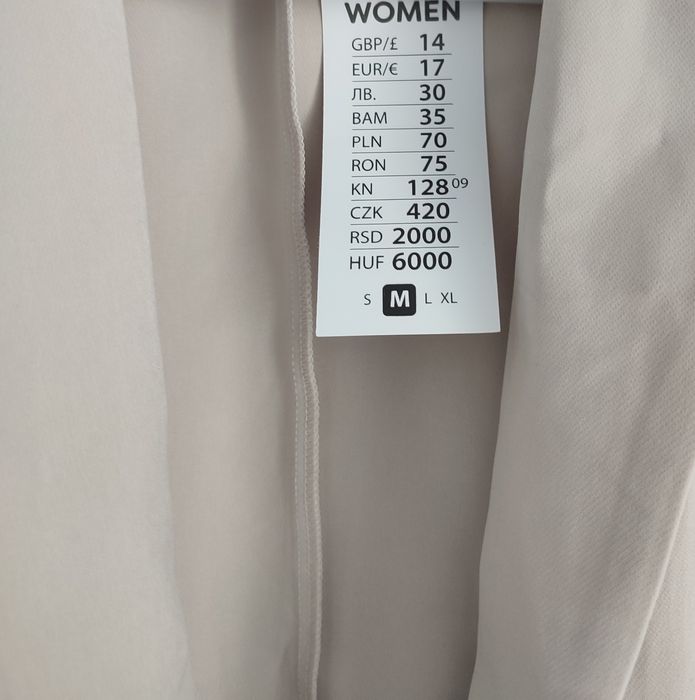 WOMEN
GBP/£ 14
EUR/€ 17
ЛВ. 30
BAM 35
PLN 70
RON 75
KN 128 09
CZK 420
RSD 2000
HUF 6000
S M L XL